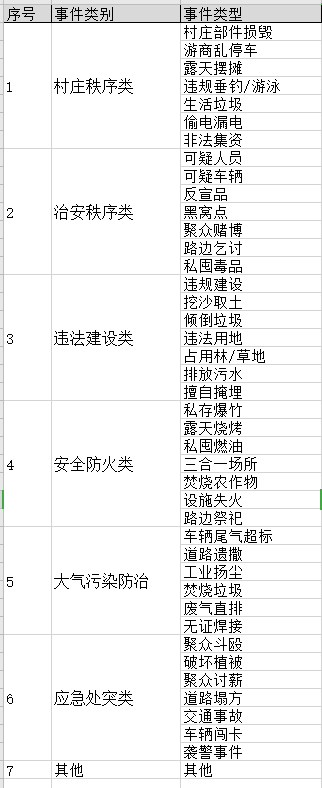 序号 事件类别 事件类型
1 村庄秩序类 村庄部件损毁
游商乱停车
露天摆摊
违规垂钓/游泳
生活垃圾
偷电漏电
非法集资
2 治安秩序类 可疑人员
可疑车辆
反宣品
黑窝点
聚众赌博
路边乞讨
私囤毒品
3 违法建设类 违规建设
挖沙取土
倾倒垃圾
违法用地
占用林/草地
排放污水
擅自掩埋
4 安全防火类 私存爆竹
露天烧烤
私囤燃油
三合一场所
焚烧农作物
设施失火
路边祭祀
5 大气污染防治 车辆尾气超标
道路遗撒
工业扬尘
焚烧垃圾
废气直排
无证焊接
6 应急处突类 聚众斗殴
破坏植被
聚众讨薪
道路塌方
交通事故
车辆闯卡
袭警事件
7 其他 其他